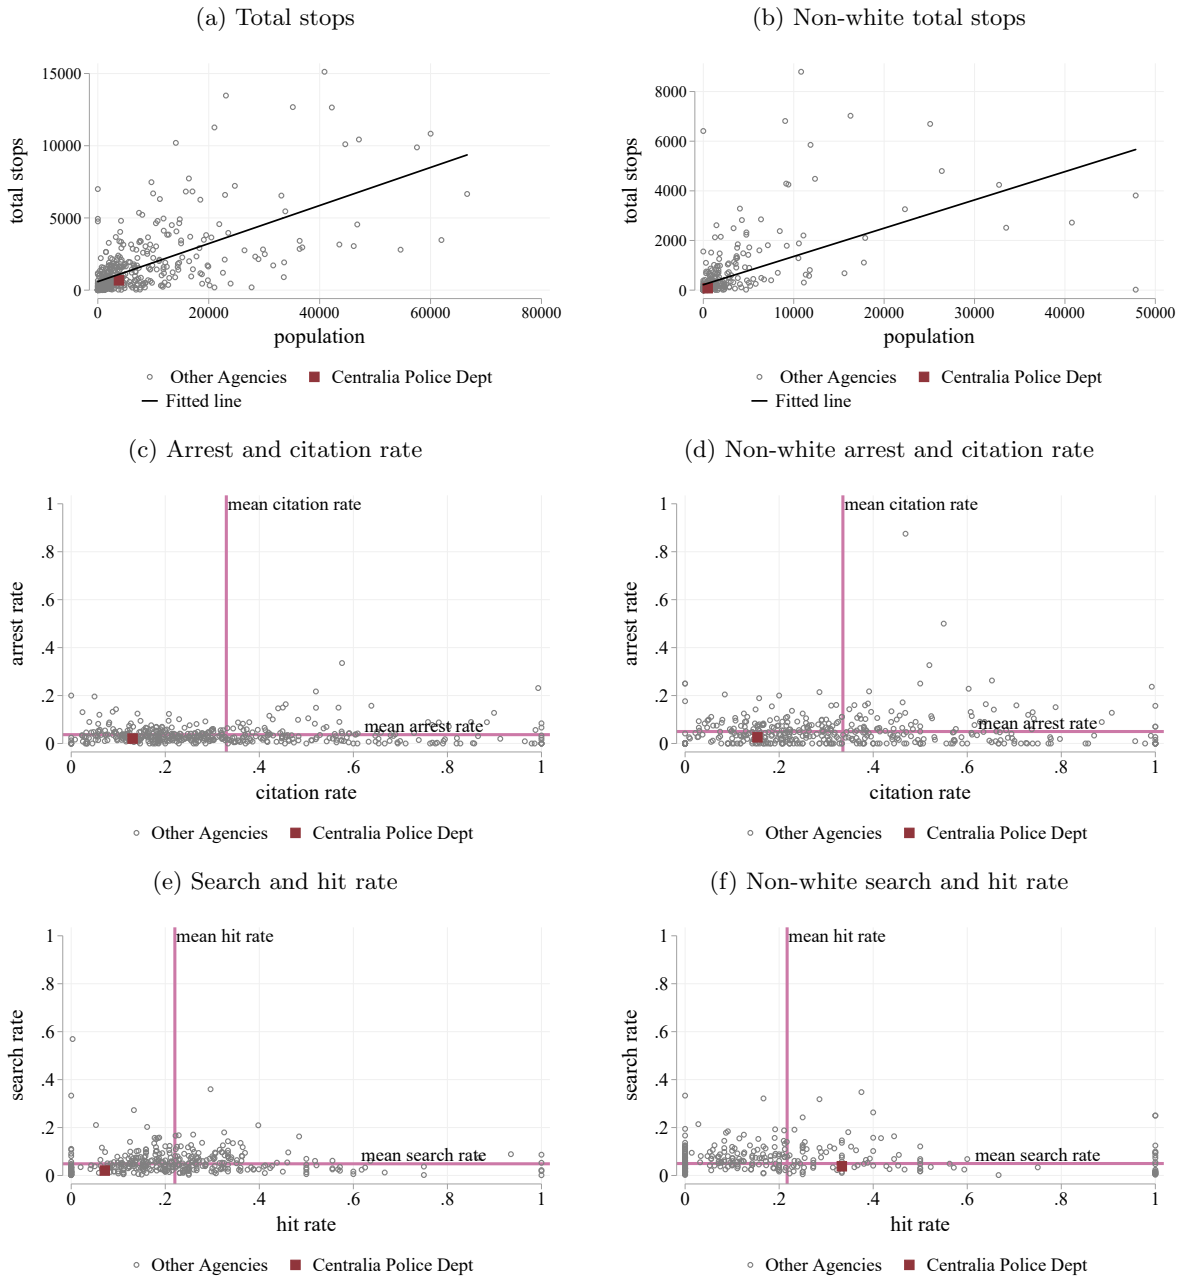 (a) Total stops
(b) Non-white total stops
total stops
15000
10000
5000
0
0 20000 40000 60000 80000
population
Other Agencies Centralia Police Dept
Fitted line
total stops
8000
6000
4000
2000
0
0 10000 20000 30000 40000 50000
population
Other Agencies Centralia Police Dept
Fitted line
(c) Arrest and citation rate
(d) Non-white arrest and citation rate
arrest rate
1
.8
.6
.4
.2
0
mean citation rate
mean arrest rate
0 .2 .4 .6 .8 1
citation rate
Other Agencies Centralia Police Dept
arrest rate
1
.8
.6
.4
.2
0
mean citation rate
mean arrest rate
0 .2 .4 .6 .8 1
citation rate
Other Agencies Centralia Police Dept
(e) Search and hit rate
(f) Non-white search and hit rate
search rate
1
.8
.6
.4
.2
0
mean hit rate
mean search rate
0 .2 .4 .6 .8 1
hit rate
Other Agencies Centralia Police Dept
search rate
1
.8
.6
.4
.2
0
mean hit rate
mean search rate
0 .2 .4 .6 .8 1
hit rate
Other Agencies Centralia Police Dept